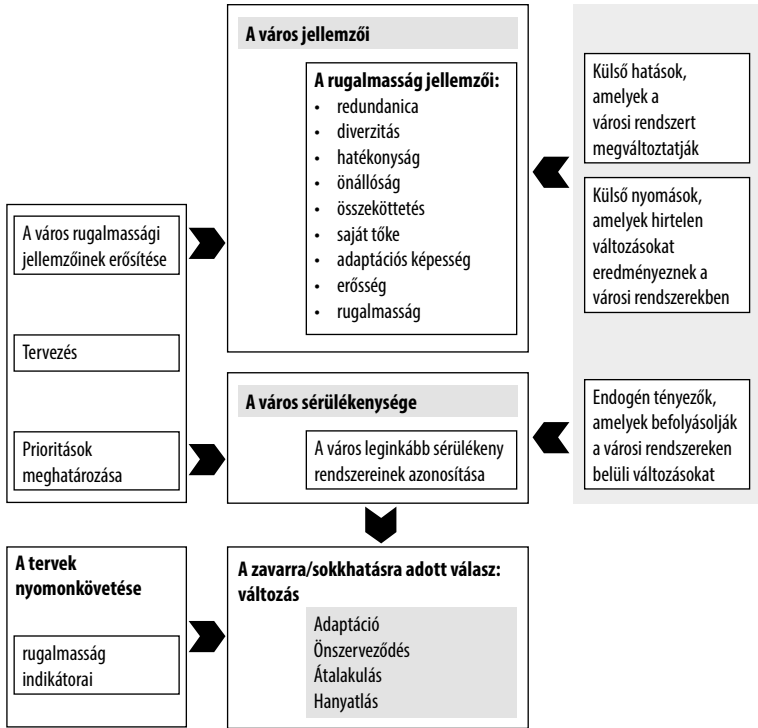 A város jellemzői
A rugalmasság jellemzői:
• redundanica
• diverzitás
• hatékonyság
• önállóság
• összeköttetés
• saját tőke
• adaptációs képesség
• erősség
• rugalmasság
Külső hatások,
amelyek a
városi rendszert
megváltoztatják
Külső nyomások,
amelyek hirtelen
változásokat
eredményeznek a
városi rendszerekben
A város rugalmassági
jellemzőinek erősítése
Tervezés
Prioritások
meghatározása
A város sérülékenysége
A város leginkább sérülékeny
rendszereinek azonosítása
Endogén tényezők,
amelyek befolyásolják
a városi rendszereken
belüli változásokat
A tervek
nyomonkövetése
rugalmasság
indikátorai
A zavarra/sokkhatásra adott válasz:
változás
Adaptáció
Önszerveződés
Átalakulás
Hanyatlás